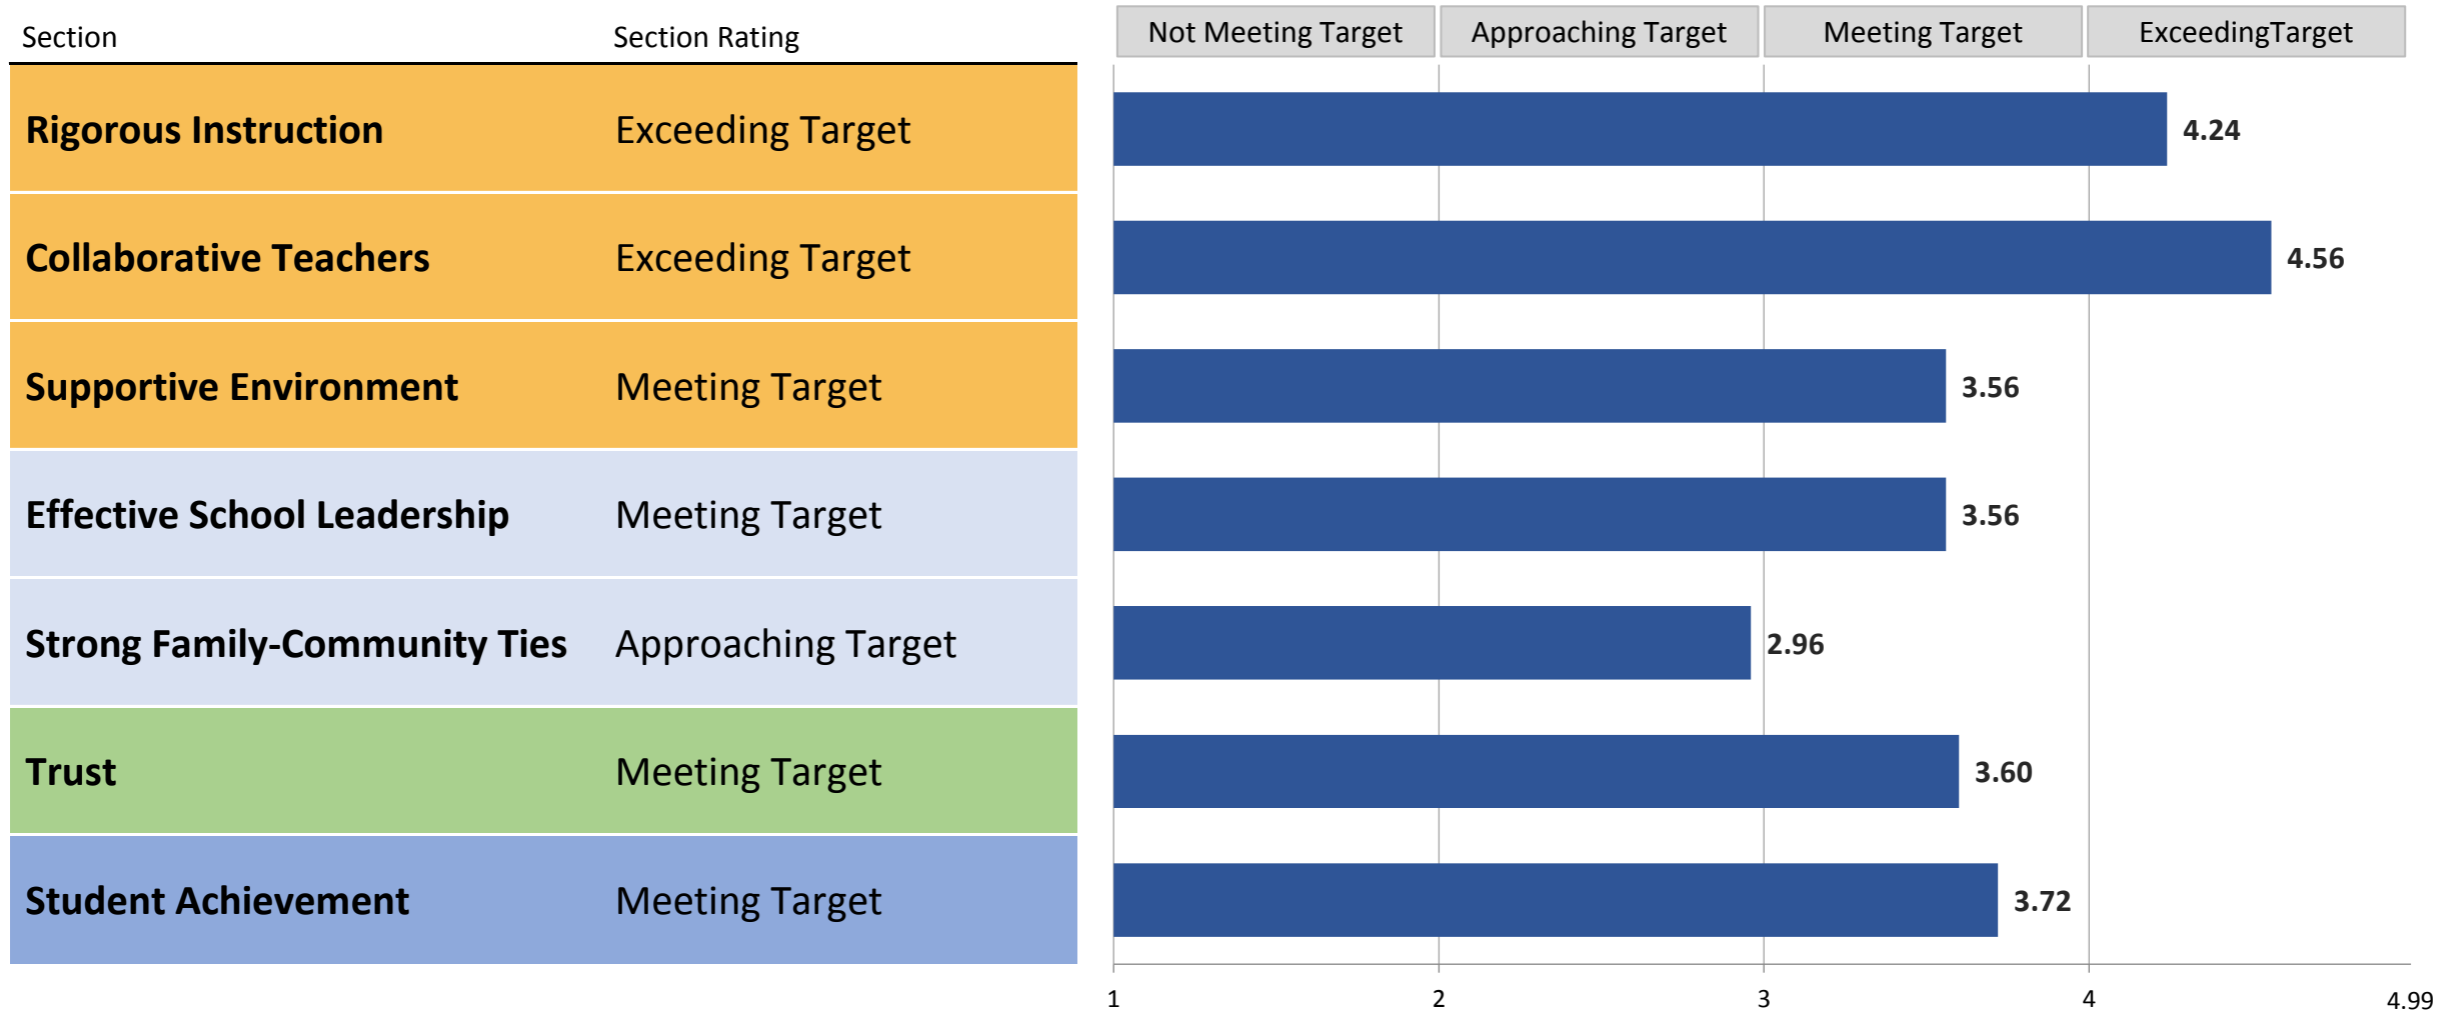 Section Section Rating Not Meeting Target Approaching Target Meeting Target ExceedingTarget
Rigorous Instruction Exceeding Target 4.24
Collaborative Teachers Exceeding Target 4.56
Supportive Environment Meeting Target 3.56
Effective School Leadership Meeting Target 3.56
Strong Family-Community Ties Approaching Target 2.96
Trust Meeting Target 3.60
Student Achievement Meeting Target 3.72
1 2 3 4 4.99